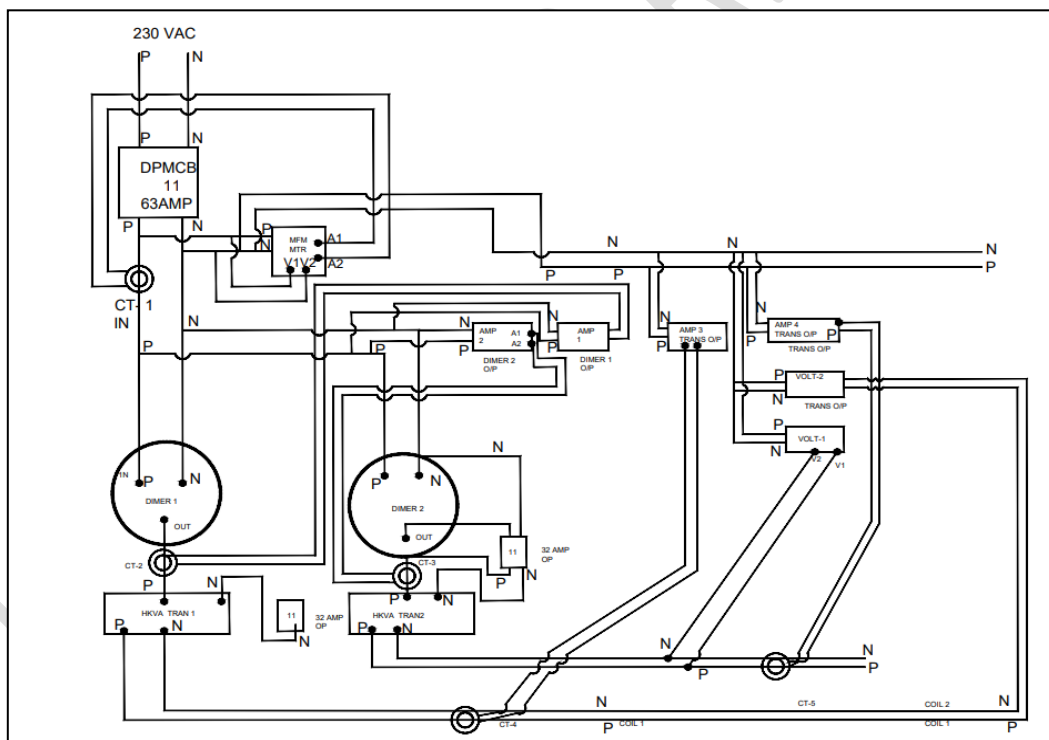 230 VAC
P N
P N
DPMCB
11
63AMP
P N
P
N
MFM
MTR
V1 V2
A1
A2
CT- 1
IN
N
P
N N N
P P P
N
P
AMP
2
A1
A2
DIMER 2
O/P
N
P
AMP
1
DIMER 1
O/P
N
P
AMP 3
TRANS O/P
N
P
AMP 4
TRANS O/P
P
TRANS O/P
P
N
VOLT-2
TRANS O/P
P
N
VOLT-1
V2 V1
P
IN
P N
DIMER 1
OUT
P N
DIMER 2
OUT
N
11
32 AMP
OP
P N
CT-2
CT-3
P N
HKVA TRAN 1
P N
11
32 AMP
OP
N
P N
HKVA TRAN2
P N
N N
P P
CT-5
COIL 2
N N
CT-4
P
COIL 1
COIL 1
P